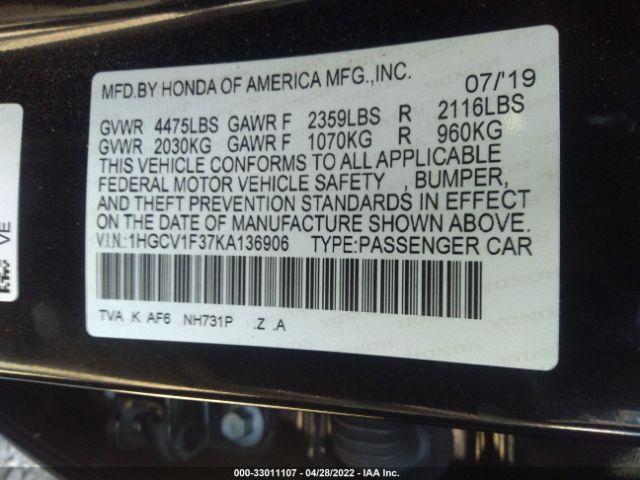 MFD.BY HONDA OF AMERICA MFG.,INC. 07/'19
GVWR 4475LBS GAWR F 2359LBS R 2116LBS
GVWR 2030KG GAWR F 1070KG R 960KG
THIS VEHICLE CONFORMS TO ALL APPLICABLE
FEDERAL MOTOR VEHICLE SAFETY , BUMPER,
AND THEFT PREVENTION STANDARDS IN EFFECT
ON THE DATE OF MANUFACTURE SHOWN ABOVE.
V.I.N.:1HGCV1F37KA136906 TYPE:PASSENGER CAR
TVA K AF6 NH731P .Z .A
VE
000-33011107 - 04/28/2022 - IAA Inc.